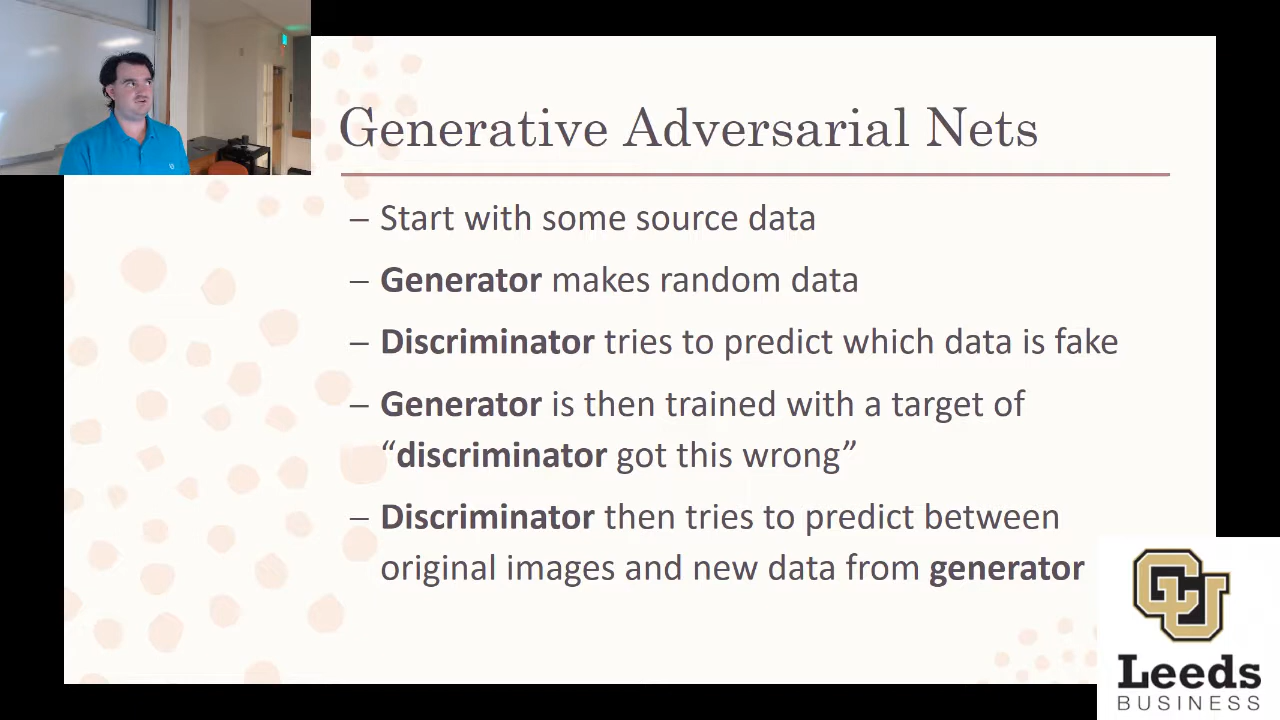 Generative Adversarial Nets
– Start with some source data
– Generator makes random data
– Discriminator tries to predict which data is fake
– Generator is then trained with a target of
“discriminator got this wrong”
– Discriminator then tries to predict between
original images and new data from generator
CU
Leeds
BUSINESS